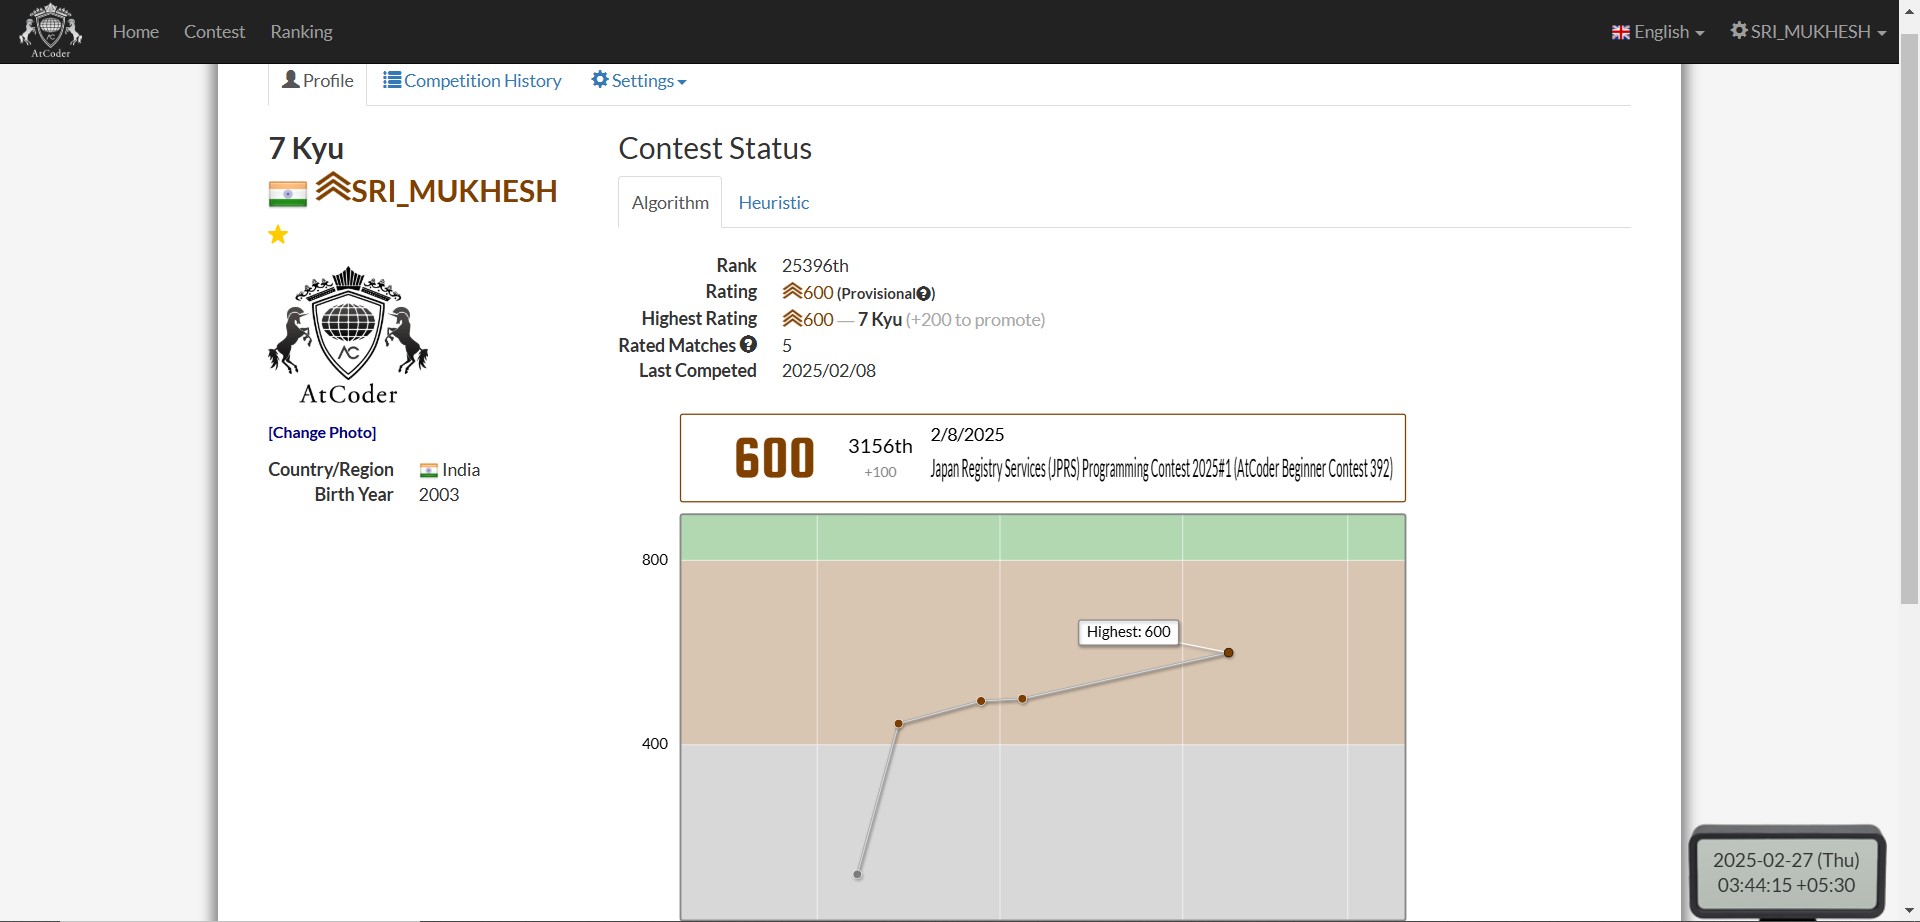 AtCoder
Home
Contest
Ranking
English
SRI_MUKHESH
Profile
Competition History
Settings
7 Kyu
SRI_MUKHESH
AC
AtCoder
[Change Photo]
Country/Region India
Birth Year 2003
Contest Status
Algorithm
Heuristic
Rank 25396th
Rating 600 (Provisional?)
Highest Rating 600 — 7 Kyu (+200 to promote)
Rated Matches ? 5
Last Competed 2025/02/08
600
3156th
+100
2/8/2025
Japan Registry Services (JPRS) Programming Contest 2025#1 (AtCoder Beginner Contest 392)
800
Highest: 600
400
2025-02-27 (Thu)
03:44:15 +05:30